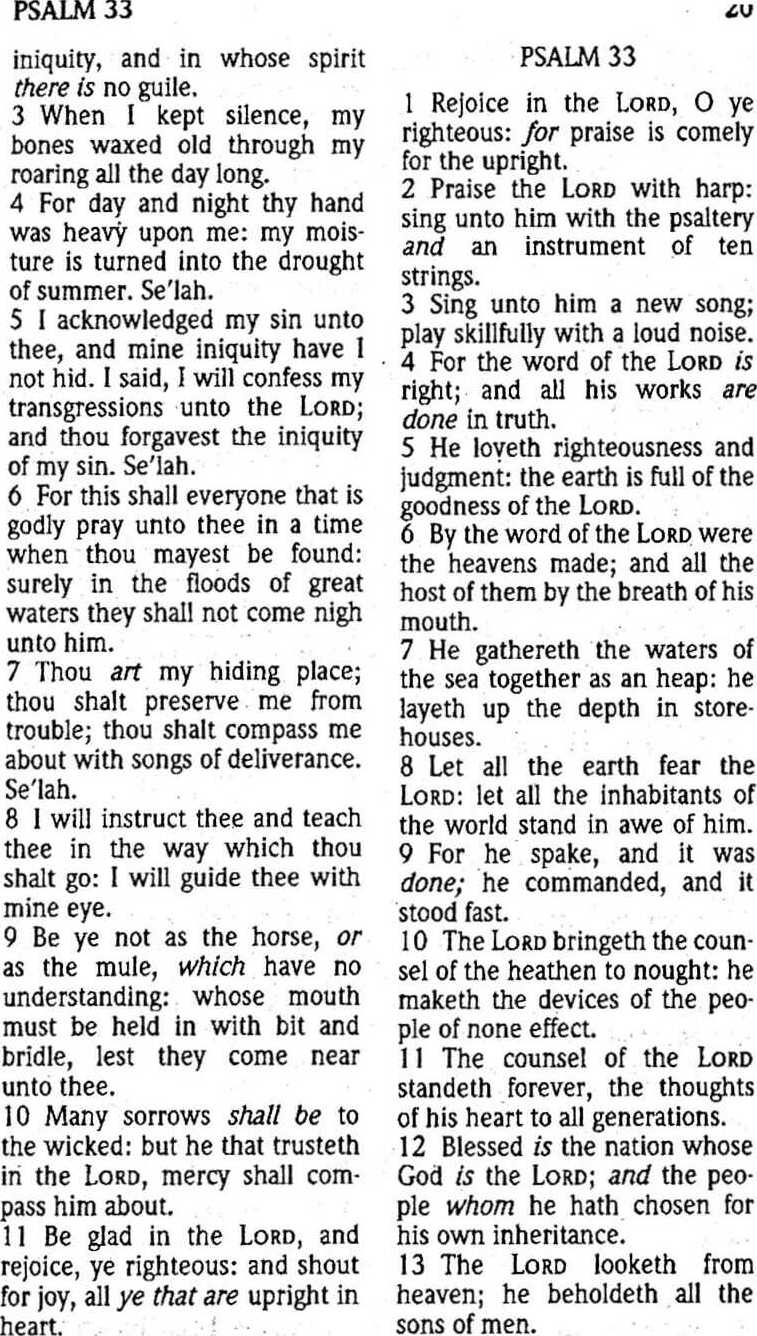 PSALM 33
20
iniquity, and in whose spirit
there is no guile.
3 When I kept silence, my
bones waxed old through my
roaring all the day long.
4 For day and night thy hand
was heavy upon me: my mois-
ture is turned into the drought
of summer. Se'lah.
5 I acknowledged my sin unto
thee, and mine iniquity have I
not hid. I said, I will confess my
transgressions unto the LORD;
and thou forgavest the iniquity
of my sin. Se'lah.
6 For this shall everyone that is
godly pray unto thee in a time
when thou mayest be found:
surely in the floods of great
waters they shall not come nigh
unto him.
7 Thou art my hiding place;
thou shalt preserve me from
trouble; thou shalt compass me
about with songs of deliverance.
Se'lah.
8 I will instruct thee and teach
thee in the way which thou
shalt go: I will guide thee with
mine eye.
9 Be ye not as the horse, or
as the mule, which have no
understanding: whose mouth
must be held in with bit and
bridle, lest they come near
unto thee.
10 Many sorrows shall be to
the wicked: but he that trusteth
in the LORD, mercy shall com-
pass him about.
11 Be glad in the LORD, and
rejoice, ye righteous: and shout
for joy, all ye that are upright in
heart.
PSALM 33
1 Rejoice in the LORD, O ye
righteous: for praise is comely
for the upright.
2 Praise the LORD with harp:
sing unto him with the psaltery
and an instrument of ten
strings.
3 Sing unto him a new song;
play skillfully with a loud noise.
4 For the word of the LORD is
right; and all his works are
done in truth.
5 He loveth righteousness and
judgment: the earth is full of the
goodness of the LORD.
6 By the word of the LORD were
the heavens made; and all the
host of them by the breath of his
mouth.
7 He gathereth the waters of
the sea together as an heap: he
layeth up the depth in store-
houses.
8 Let all the earth fear the
LORD: let all the inhabitants of
the world stand in awe of him.
9 For he spake, and it was
done; he commanded, and it
stood fast.
10 The LORD bringeth the coun-
sel of the heathen to nought: he
maketh the devices of the peo-
ple of none effect.
11 The counsel of the LORD
standeth forever, the thoughts
of his heart to all generations.
12 Blessed is the nation whose
God is the LORD; and the peo-
ple whom he hath chosen for
his own inheritance.
13 The LORD looketh from
heaven; he beholdeth all the
sons of men.